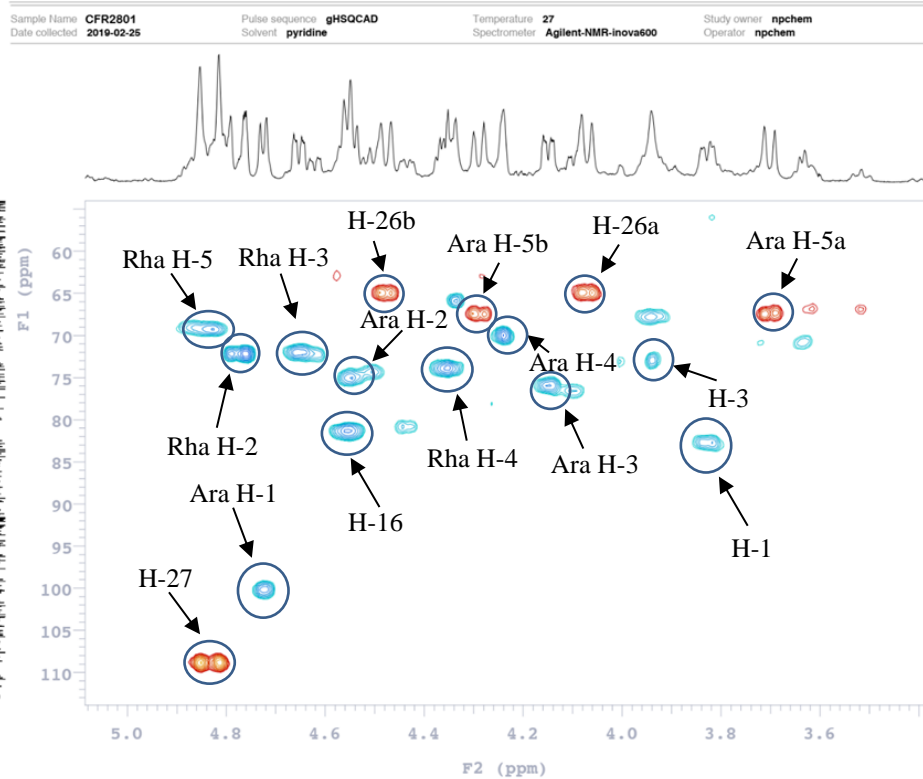 Sample Name CFR2801 Pulse sequence gHSQCAD Temperature 27 Study owner npchem
Date collected 2019-02-25 Solvent pyridine Spectrometer Agilent-NMR-inova600 Operator npchem
H-26b
H-26a
Ara H-5b
Ara H-5a
Rha H-5
Rha H-3
Ara H-2
Ara H-4
H-3
Rha H-2
Rha H-4
Ara H-3
Ara H-1
H-16
H-1
H-27
F1 (ppm)
60
65
70
75
80
85
90
95
100
105
110
5.0 4.8 4.6 4.4 4.2 4.0 3.8 3.6
F2 (ppm)